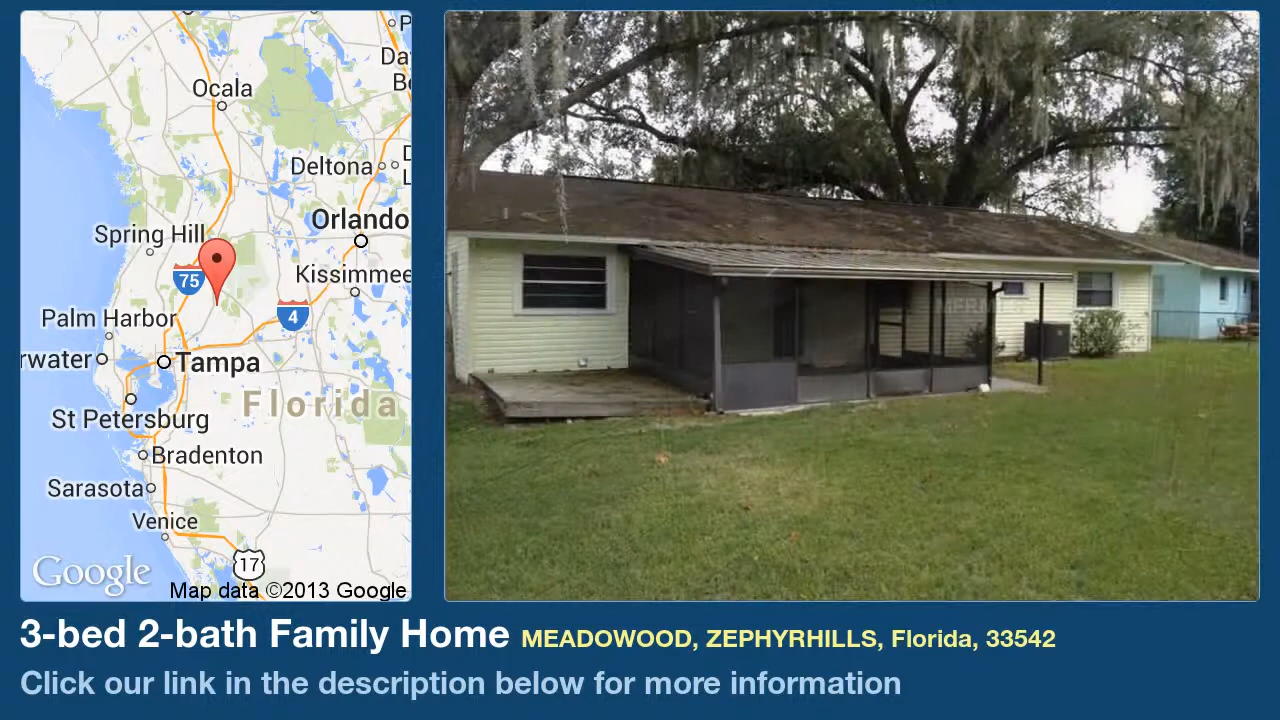 P
Da
Be
Ocala
Deltona
D
L
Orlando
Spring Hill
75
Kissimmee
4
Palm Harbor
rwater
Tampa
Florida
St Petersburg
Bradenton
Sarasota
Venice
17
Google
Map data ©2013 Google
3-bed 2-bath Family Home MEADOWOOD, ZEPHYRHILLS, Florida, 33542
Click our link in the description below for more information